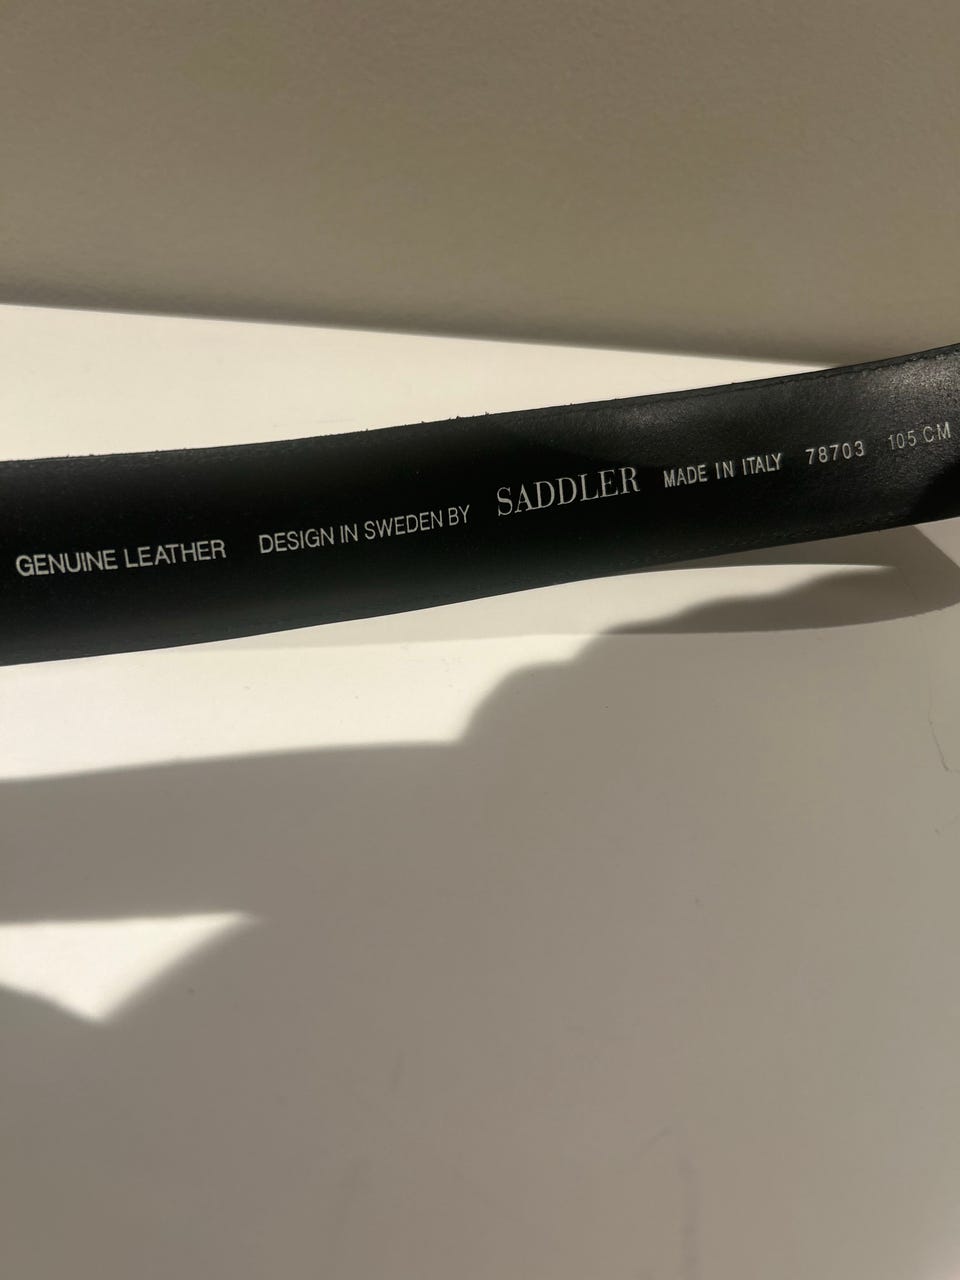 GENUINE LEATHER DESIGN IN SWEDEN BY SADDLER MADE IN ITALY 78703 105 CM